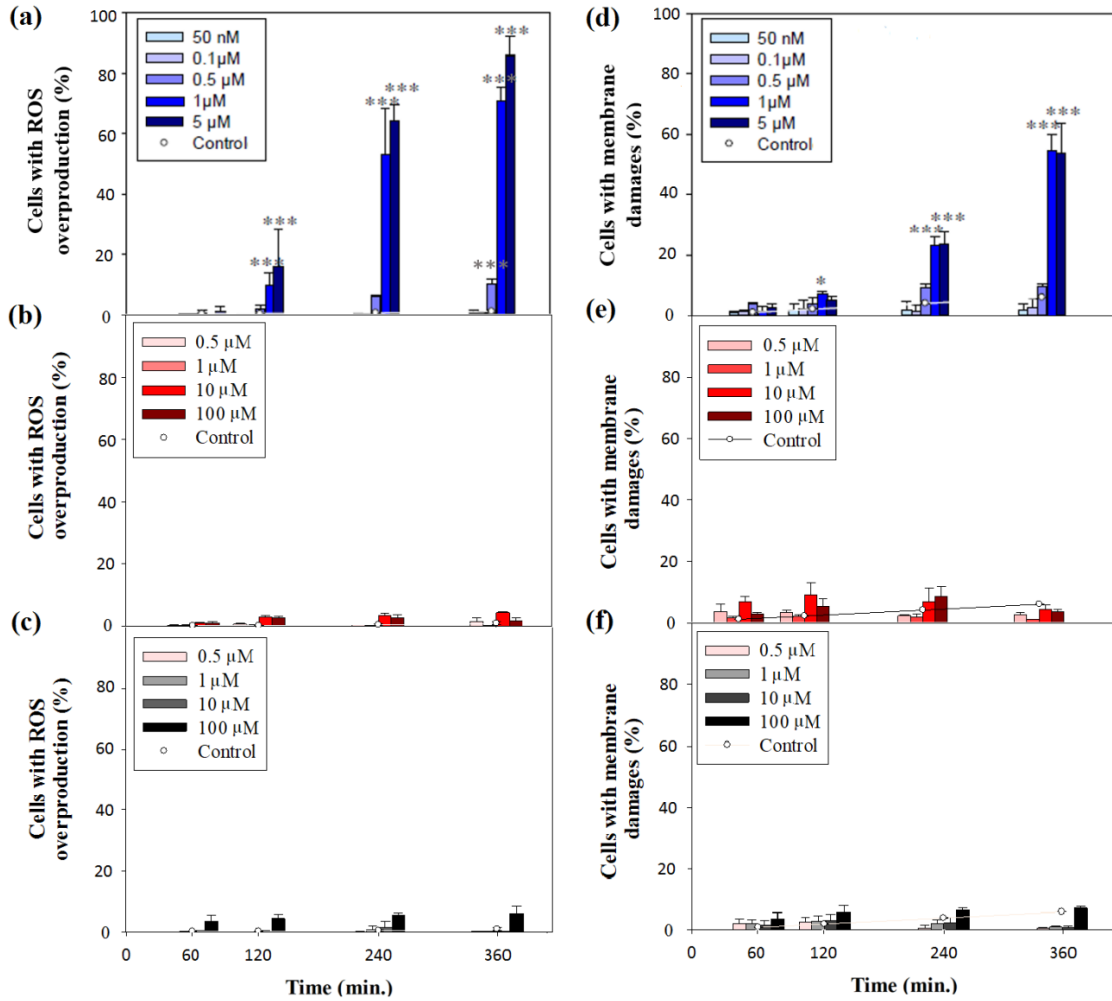 (a)
Cells with ROS
overproduction (%)
100
80
60
40
20
0
50 nM
0.1µM
0.5 µM
1µM
5 µM
Control
***
***
***
***
***
***
***
(b)
Cells with ROS
overproduction (%)
80
60
40
20
0
0.5 µM
1 µM
10 µM
100 µM
Control
(c)
Cells with ROS
overproduction (%)
80
60
40
20
0
0.5 µM
1 µM
10 µM
100 µM
Control
0
60
120
240
360
Time (min.)
(d)
Cells with membrane
damages (%)
100
80
60
40
20
0
50 nM
0.1µM
0.5 µM
1 µM
5 µM
Control
*
***
***
***
***
(e)
Cells with membrane
damages (%)
80
60
40
20
0
0.5 µM
1 µM
10 µM
100 µM
Control
(f)
Cells with membrane
damages (%)
80
60
40
20
0
0.5 µM
1 µM
10 µM
100 µM
Control
0
60
120
240
360
Time (min.)